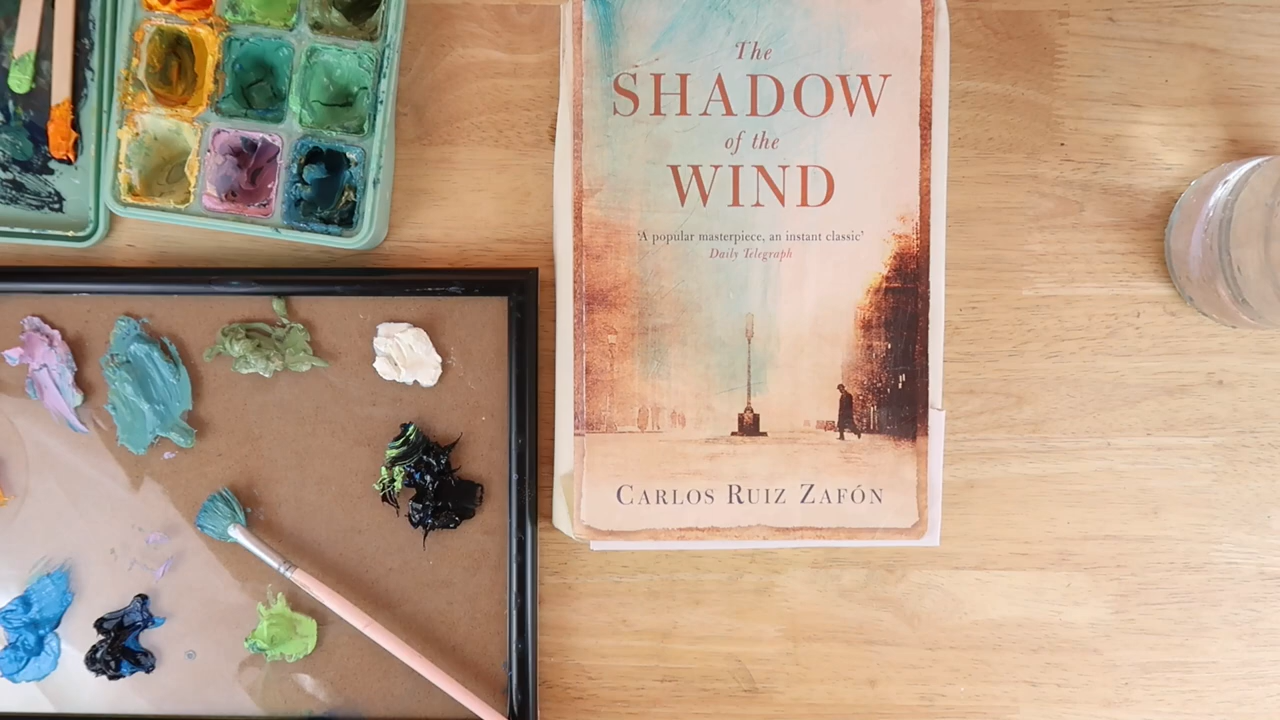 The
SHADOW
of the
WIND
‘A popular masterpiece, an instant classic’
Daily Telegraph
CARLOS RUIZ ZAFÓN